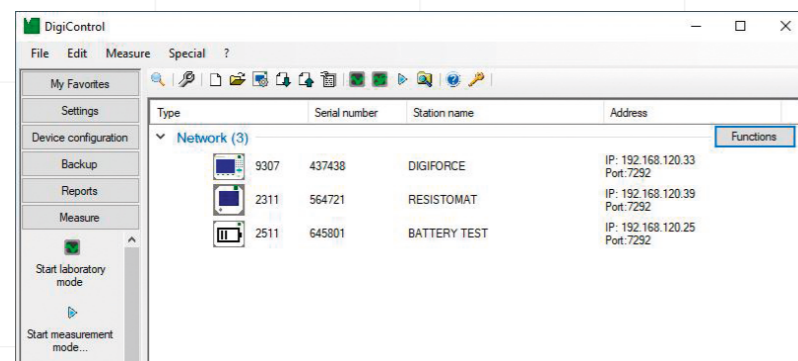 DigiControl
File Edit Measure Special ?
My Favorites
Settings
Device configuration
Backup
Reports
Measure
Start laboratory
mode
Start measurement
mode...
Type Serial number Station name Address
Network (3) Functions
9307 437438 DIGIFORCE IP: 192.168.120.33
Port:7292
2311 564721 RESISTOMAT IP: 192.168.120.39
Port:7292
2511 645801 BATTERY TEST IP: 192.168.120.25
Port:7292